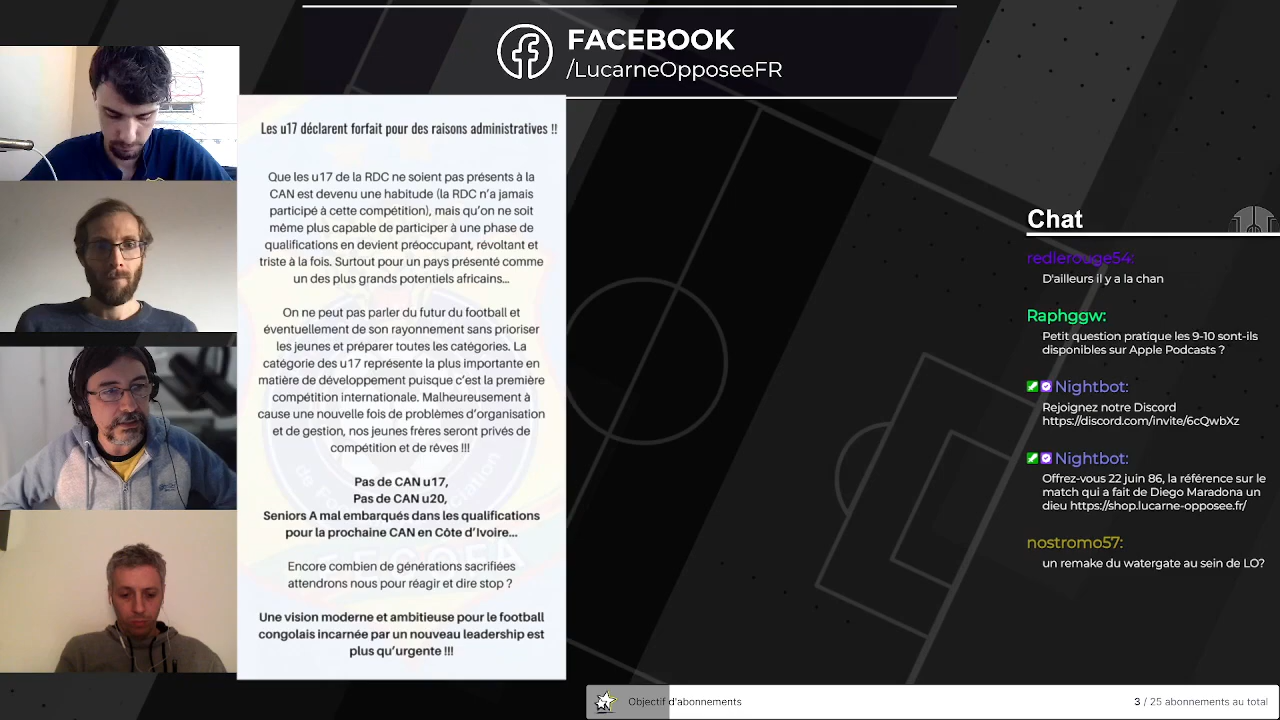 FACEBOOK
/LucarneOpposeeFR
Les u17 déclarent forfait pour des raisons administratives !!
Que les u17 de la RDC ne soient pas présents à la
CAN est devenu une habitude (la RDC n'a jamais
participé à cette compétition), mais qu'on ne soit
même plus capable de participer à une phase de
qualifications en devient préoccupant, révoltant et
triste à la fois. Surtout pour un pays présenté comme
un des plus grands potentiels africains...
On ne peut pas parler du futur du football et
éventuellement de son rayonnement sans prioriser
les jeunes et préparer toutes les catégories. La
catégorie des u17 représente la plus importante en
matière de développement puisque c'est la première
compétition internationale. Malheureusement à
cause une nouvelle fois de problèmes d'organisation
et de gestion, nos jeunes frères seront privés de
compétition et de rêves !!!
Pas de CAN u17,
Pas de CAN u20,
Seniors A mal embarqués dans les qualifications
pour la prochaine CAN en Côte d'Ivoire...
Encore combien de générations sacrifiées
attendrons nous pour réagir et dire stop ?
Une vision moderne et ambitieuse pour le football
congolais incarnée par un nouveau leadership est
plus qu'urgente !!!
Chat
redlerouge54:
D'ailleurs il y a la chan
Raphggw:
Petit question pratique les 9-10 sont-ils
disponibles sur Apple Podcasts ?
Nightbot:
Rejoignez notre Discord
https://discord.com/invite/6cQwbXz
Nightbot:
Offrez-vous 22 juin 86, la référence sur le
match qui a fait de Diego Maradona un
dieu https://shop.lucarne-opposee.fr/
nostromo57:
un remake du watergate au sein de LO?
Objectif d'abonnements
3 / 25 abonnements au total